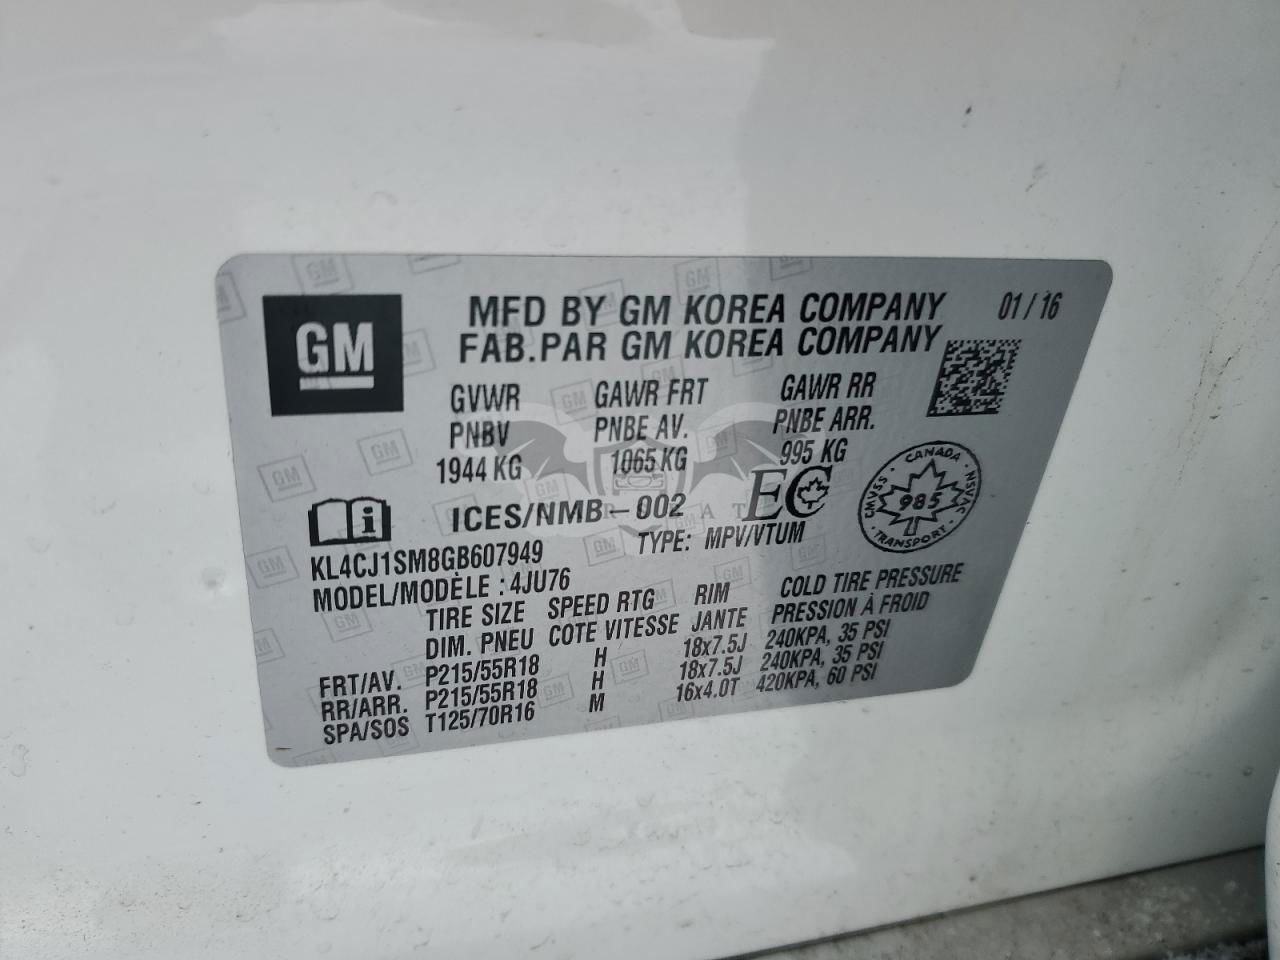 GM
MFD BY GM KOREA COMPANY 01 / 16
FAB.PAR GM KOREA COMPANY
GVWR GAWR FRT GAWR RR
PNBV PNBE AV. PNBE ARR.
1944 KG 1065 KG 995 KG
ICES/NMB-002 EC
CANADA
CMVSS 985 NSVAC
TRANSPORT
KL4CJ1SM8GB607949 TYPE: MPV/VTUM
MODEL/MODÈLE : 4JU76
TIRE SIZE SPEED RTG RIM COLD TIRE PRESSURE
DIM. PNEU COTE VITESSE JANTE PRESSION À FROID
FRT/AV. P215/55R18 H 18x7.5J 240KPA, 35 PSI
RR/ARR. P215/55R18 H 18x7.5J 240KPA, 35 PSI
SPA/SOS T125/70R16 M 16x4.0T 420KPA, 60 PSI